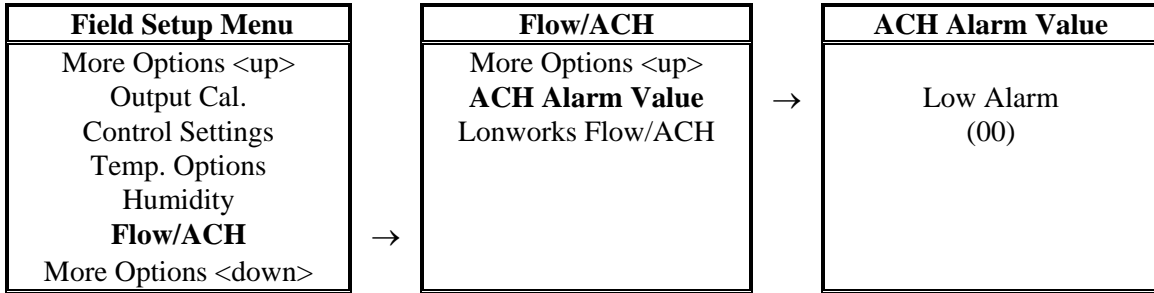 Field Setup Menu
More Options <up>
Output Cal.
Control Settings
Temp. Options
Humidity
Flow/ACH
More Options <down>
→
Flow/ACH
More Options <up>
ACH Alarm Value
Lonworks Flow/ACH
→
ACH Alarm Value
Low Alarm
(00)